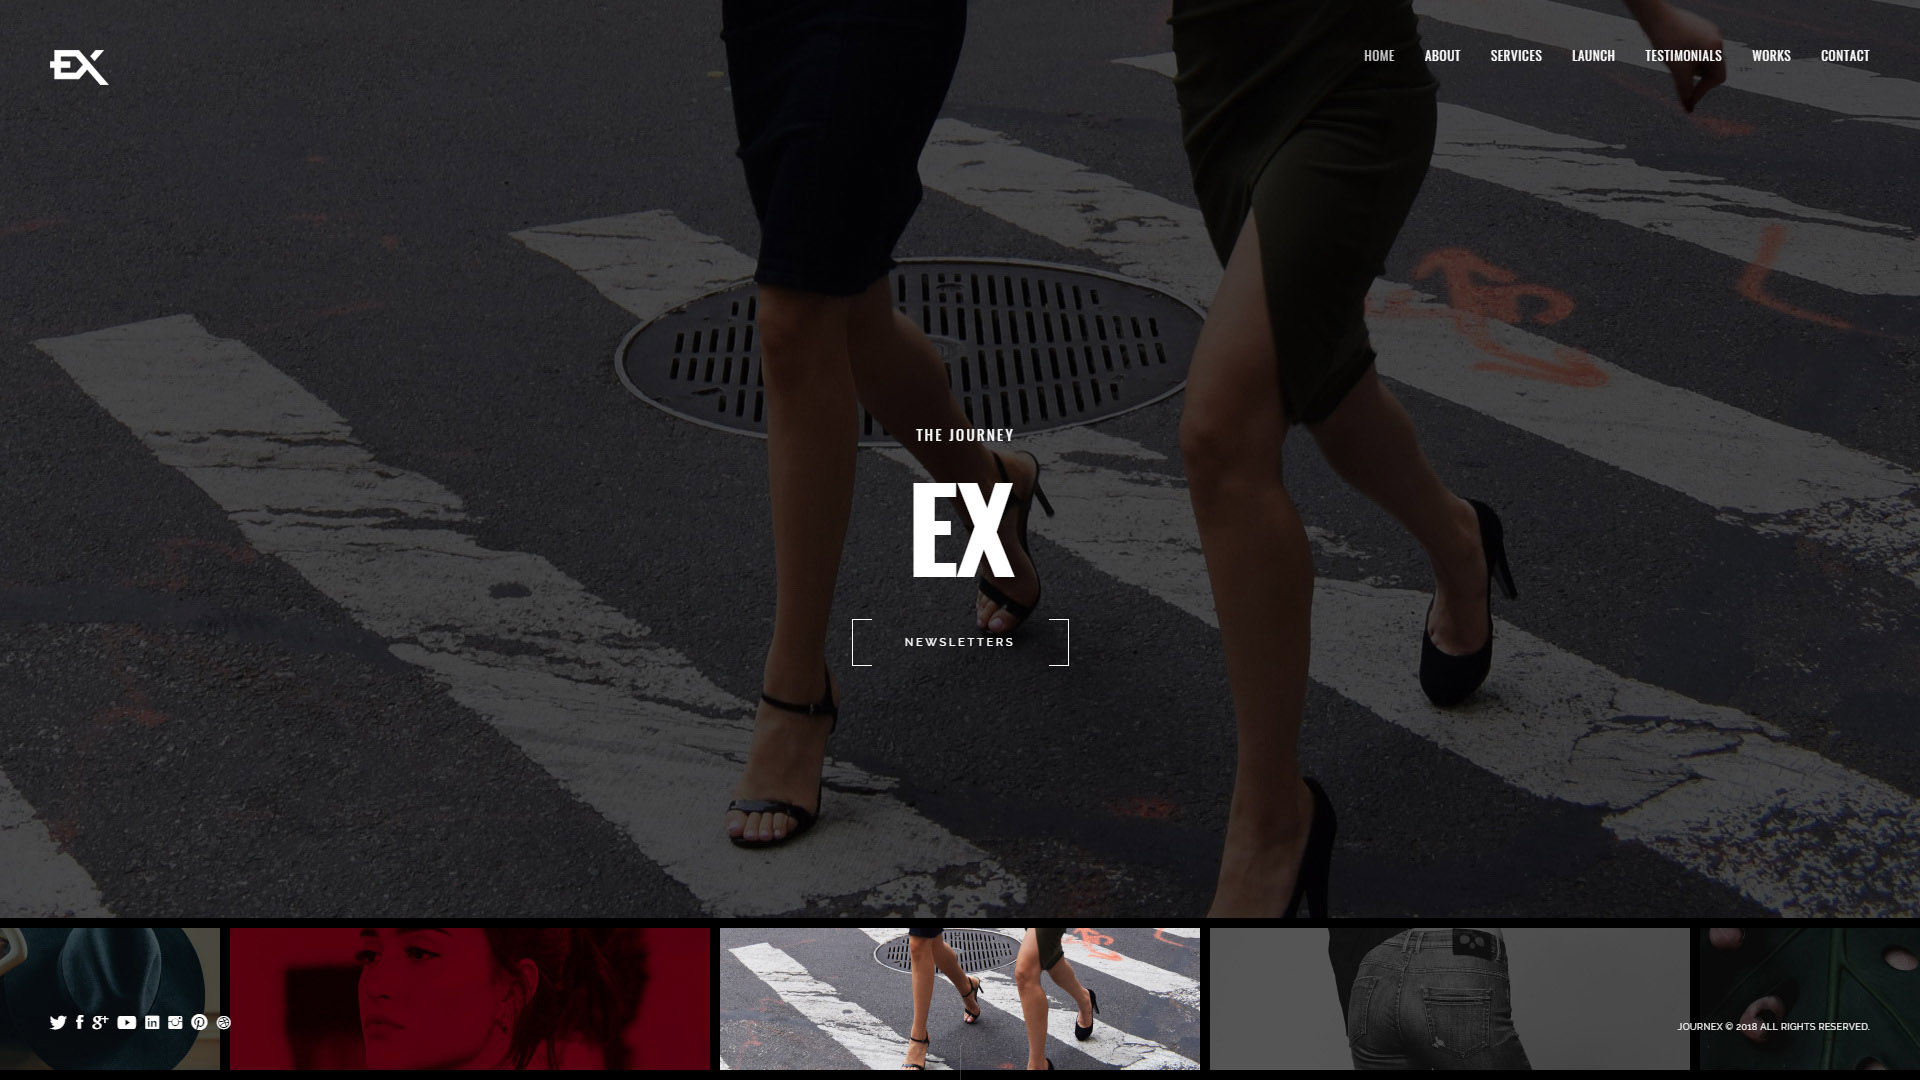 EX
HOME ABOUT SERVICES LAUNCH TESTIMONIALS WORKS CONTACT
THE JOURNEY
EX
NEWSLETTERS
JOURNEX © 2018 ALL RIGHTS RESERVED.